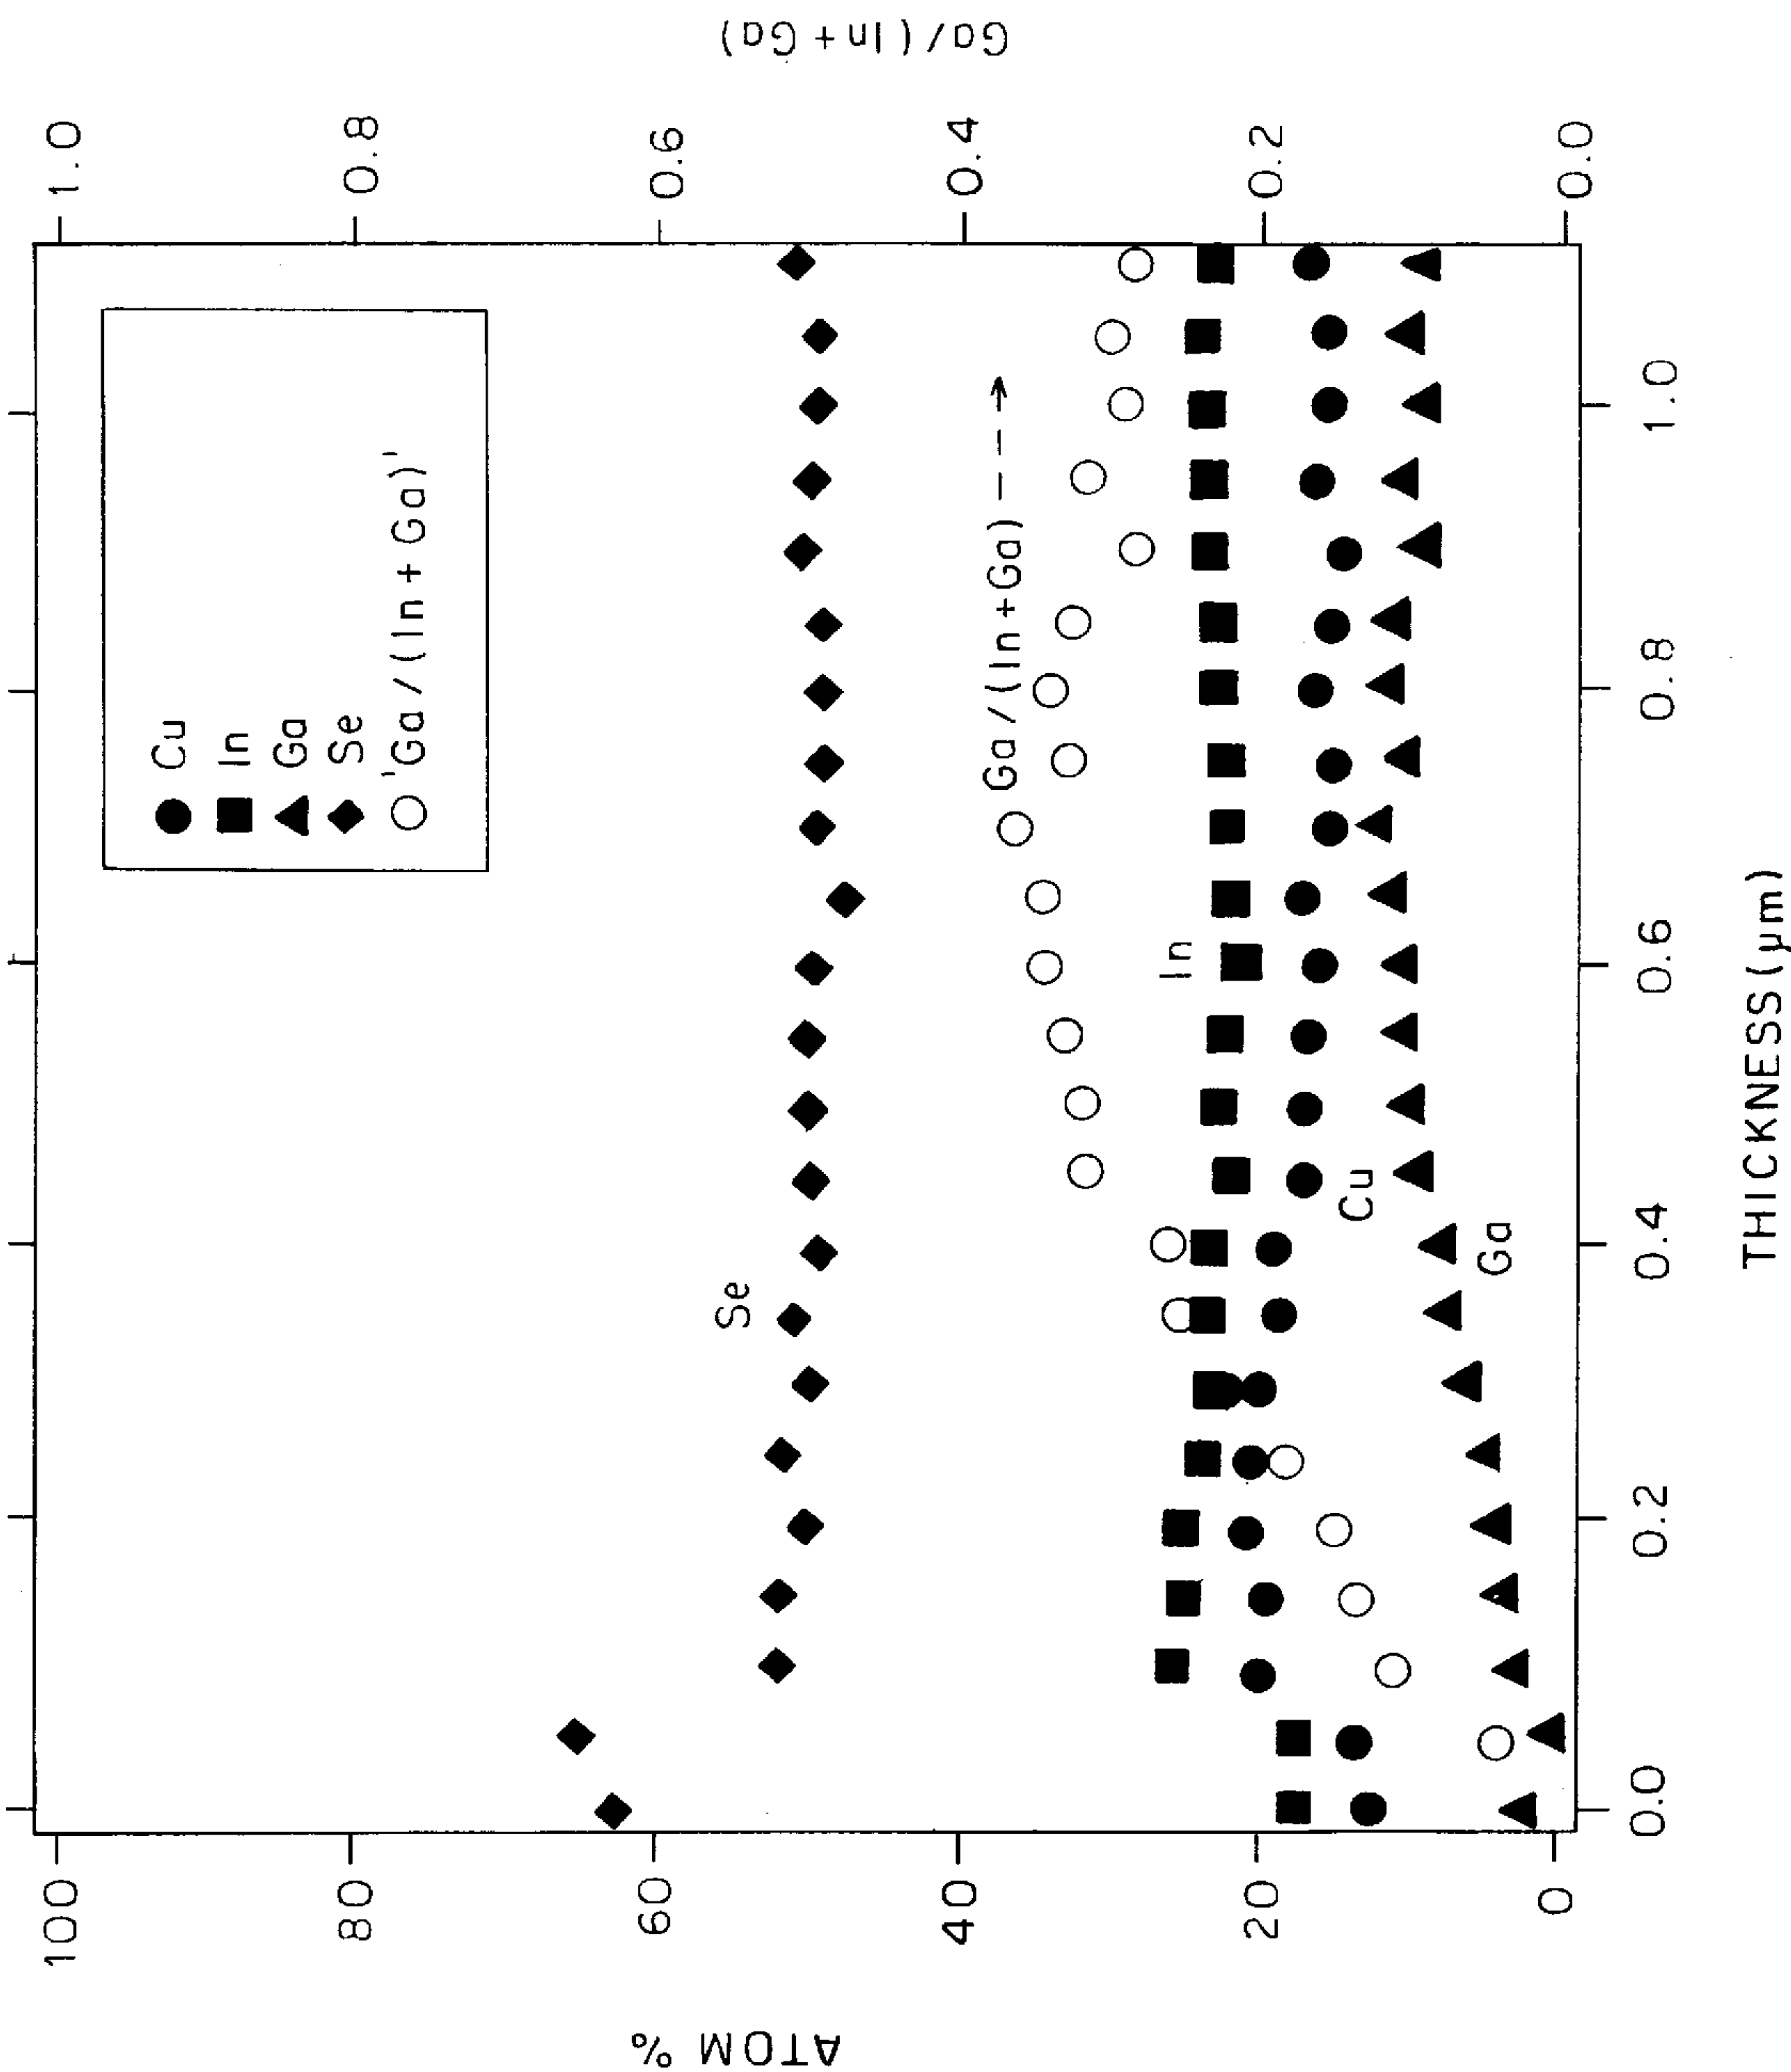 Cu
In
Ga
Se
'Ga/(In+Ga)'
Se
Ga/(In+Ga)
In
Cu
Ga
100
80
60
40
20
0
ATOM %
1.0
0.8
0.6
0.4
0.2
0.0
Ga/(In+Ga)
0.0
0.2
0.4
0.6
0.8
1.0
THICKNESS (µm)